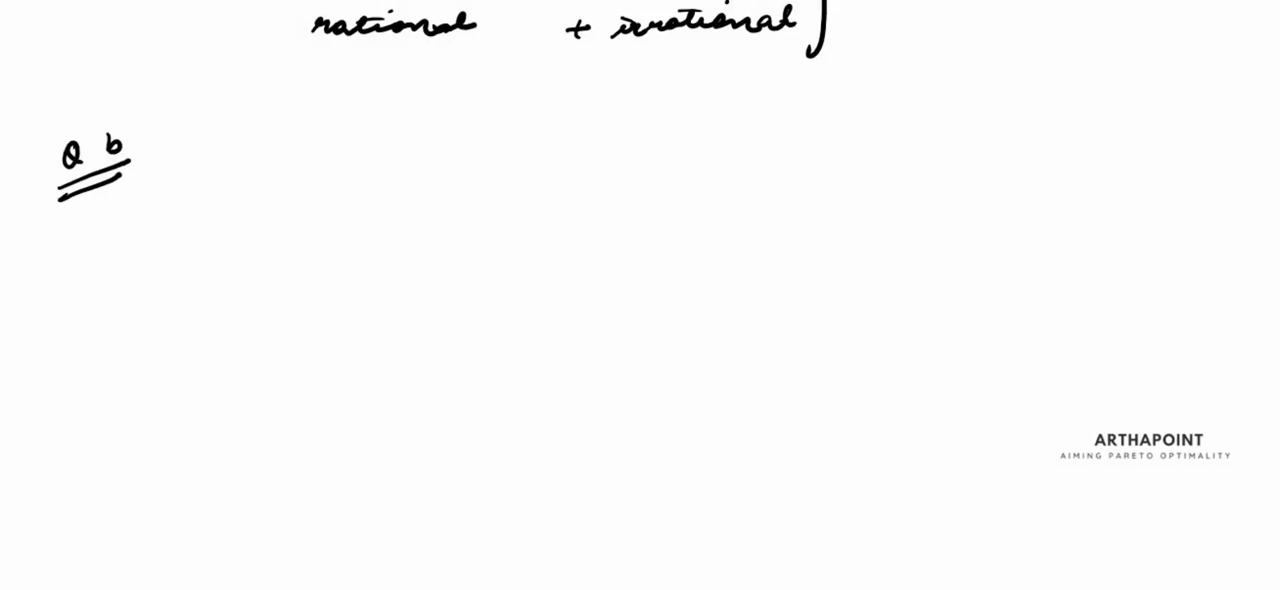 rational + irrational]
Q b
ARTHAPOINT
AIMING PARETO OPTIMALITY